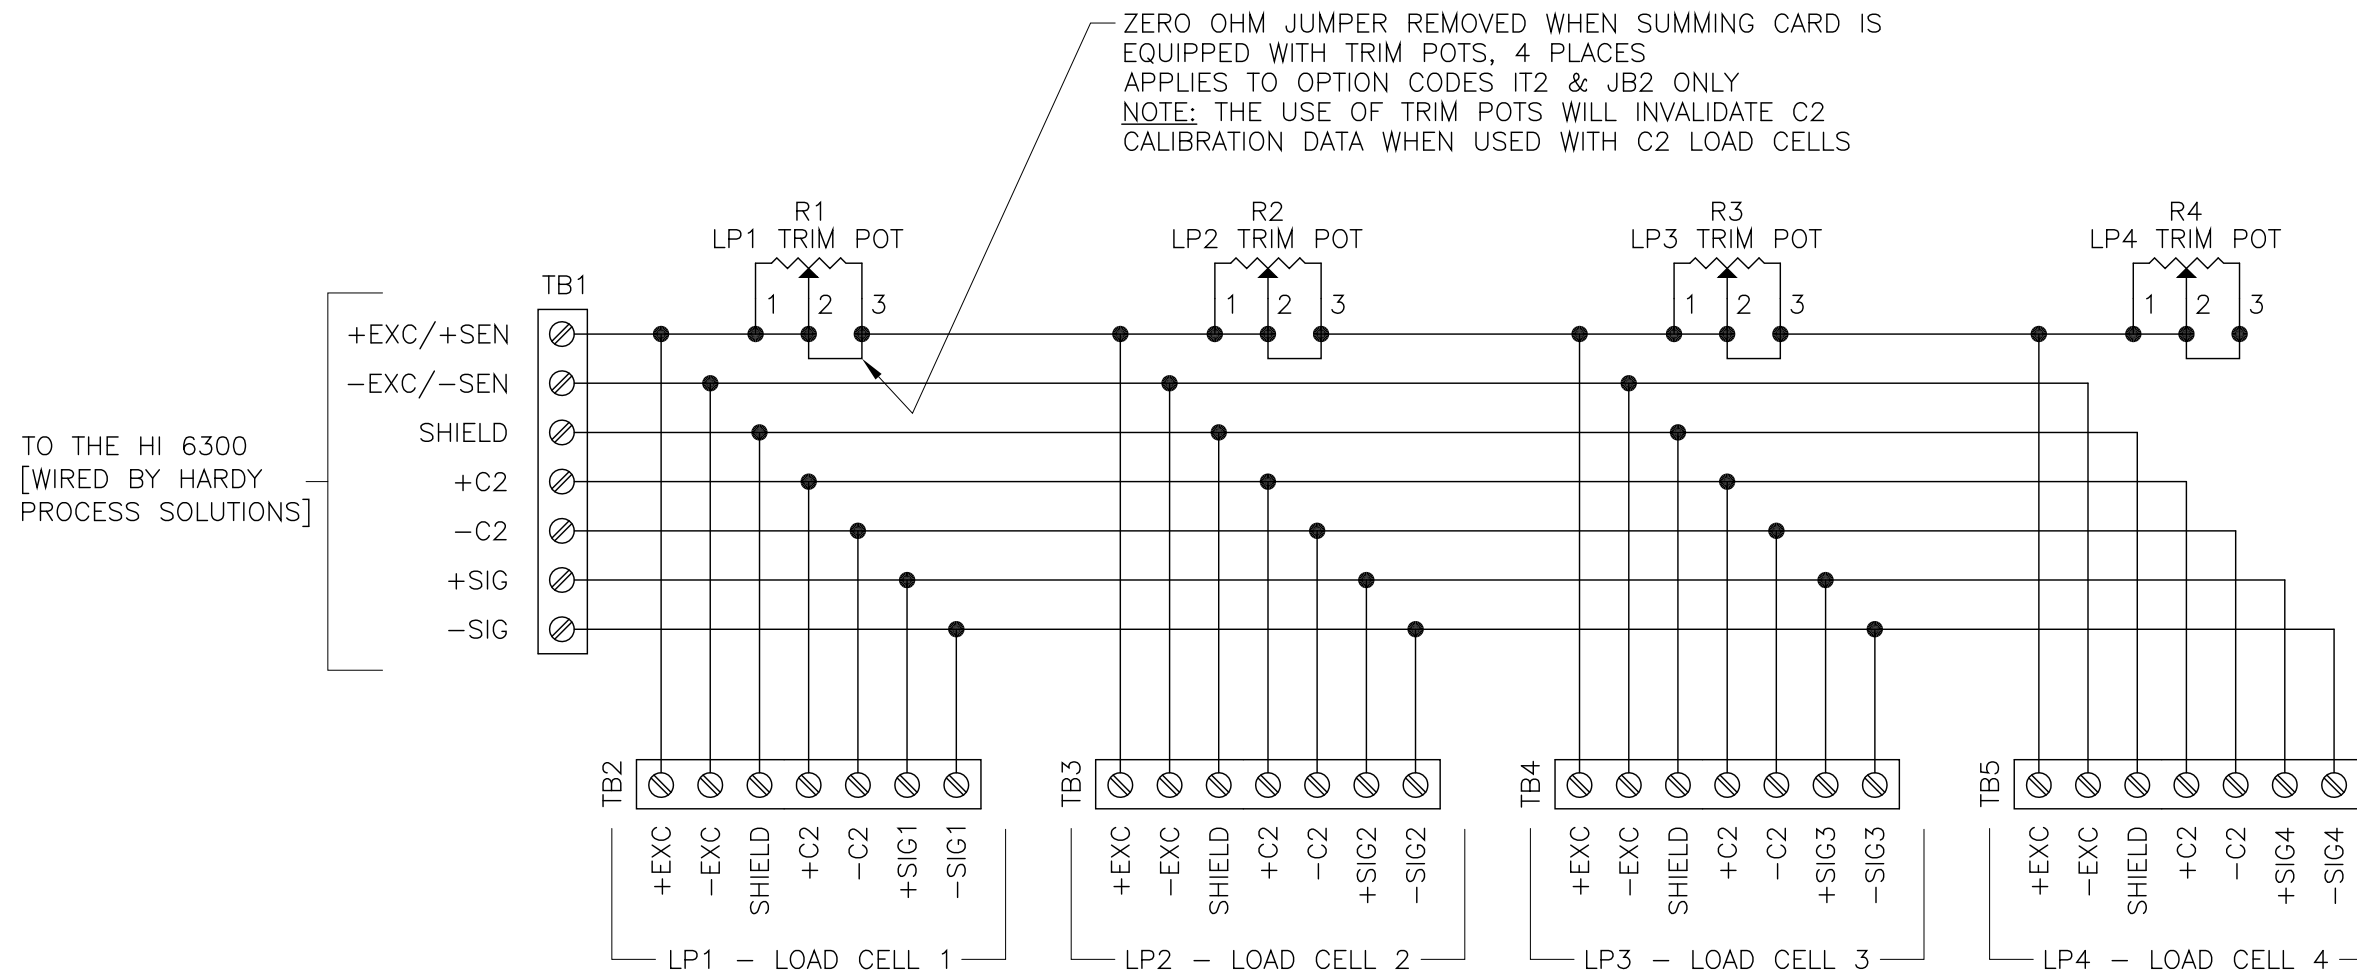 ZERO OHM JUMPER REMOVED WHEN SUMMING CARD IS
EQUIPPED WITH TRIM POTS, 4 PLACES
APPLIES TO OPTION CODES IT2 & JB2 ONLY
NOTE: THE USE OF TRIM POTS WILL INVALIDATE C2
CALIBRATION DATA WHEN USED WITH C2 LOAD CELLS
R1
LP1 TRIM POT
1 2 3
R2
LP2 TRIM POT
1 2 3
R3
LP3 TRIM POT
1 2 3
R4
LP4 TRIM POT
1 2 3
TB1
+EXC/+SEN
-EXC/-SEN
SHIELD
+C2
-C2
+SIG
-SIG
TO THE HI 6300
[WIRED BY HARDY
PROCESS SOLUTIONS]
TB2
+EXC
-EXC
SHIELD
+C2
-C2
+SIG1
-SIG1
LP1 - LOAD CELL 1
TB3
+EXC
-EXC
SHIELD
+C2
-C2
+SIG2
-SIG2
LP2 - LOAD CELL 2
TB4
+EXC
-EXC
SHIELD
+C2
-C2
+SIG3
-SIG3
LP3 - LOAD CELL 3
TB5
+EXC
-EXC
SHIELD
+C2
-C2
+SIG4
-SIG4
LP4 - LOAD CELL 4